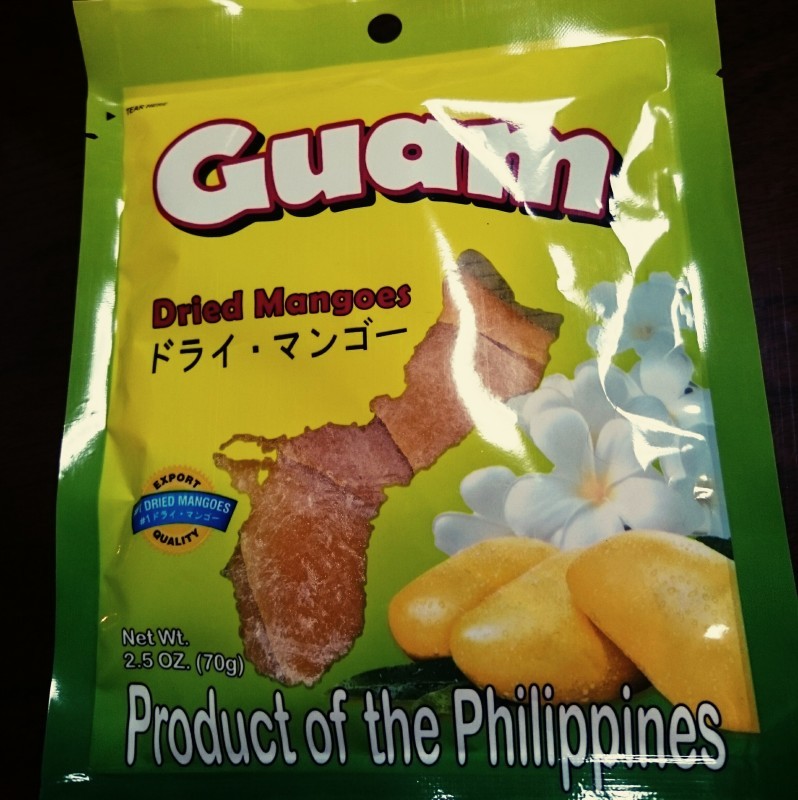 TEAR
Guam
Dried Mangoes
ドライ・マンゴー
EXPORT
#1 DRIED MANGOES
#1 ドライ・マンゴー
QUALITY
Net Wt.
2.5 OZ. (70g)
Product of the Philippines